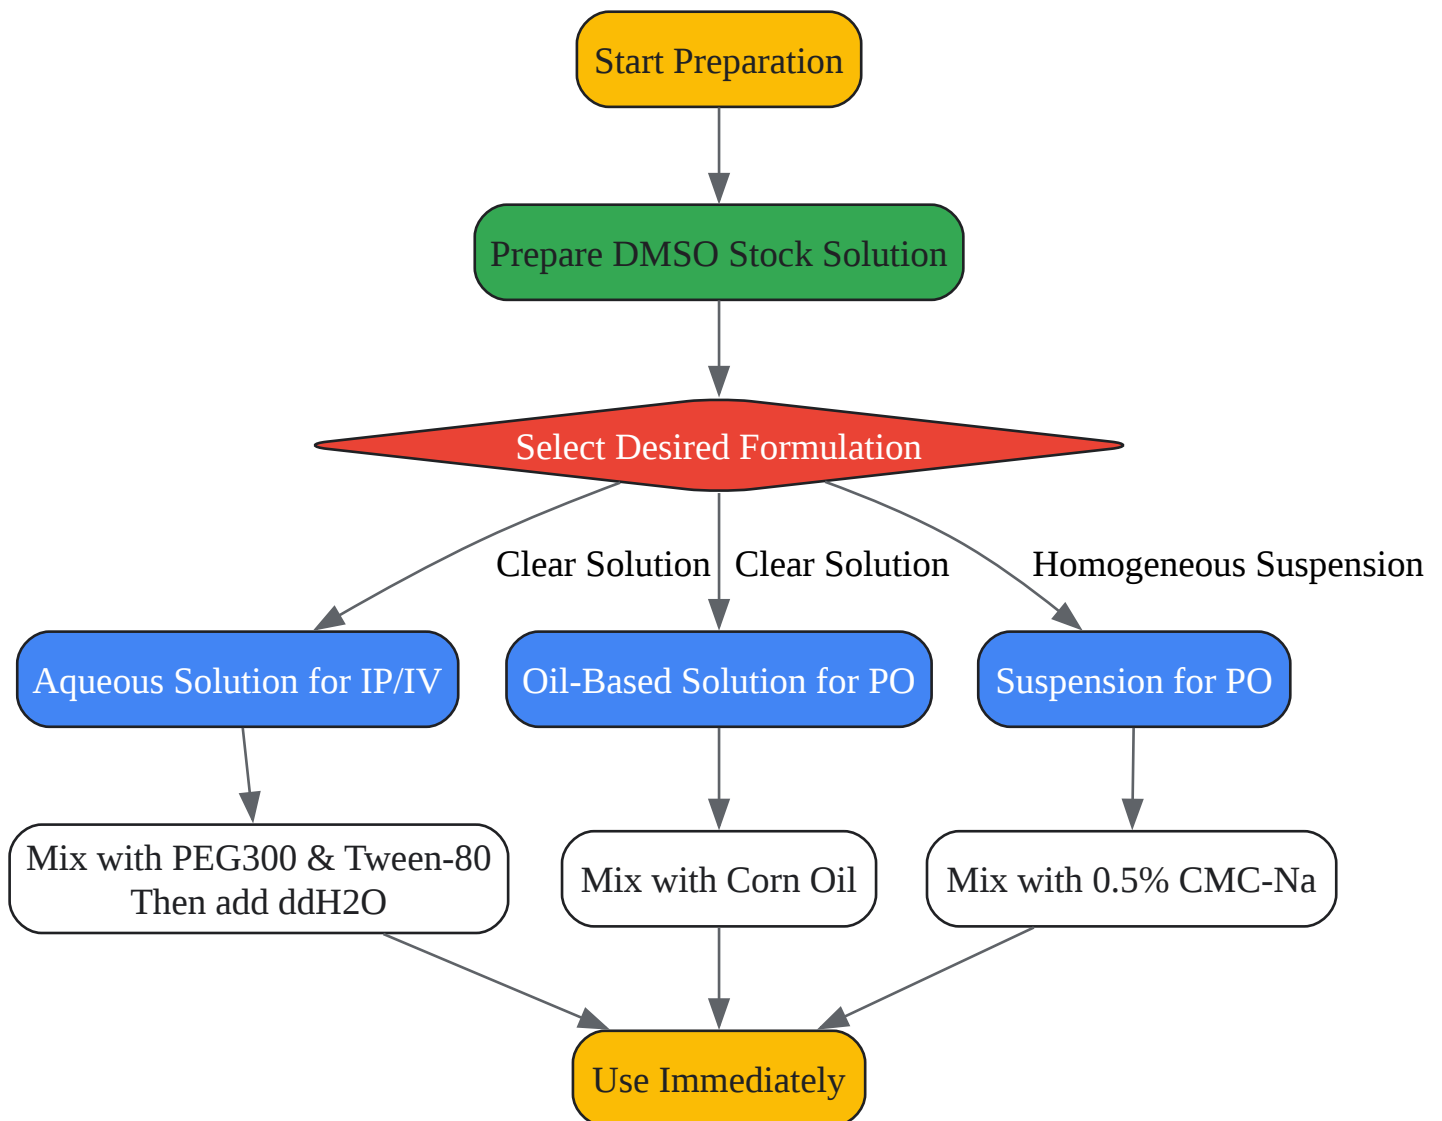 Start Preparation
Prepare DMSO Stock Solution
Select Desired Formulation
Clear Solution
Clear Solution
Homogeneous Suspension
Aqueous Solution for IP/IV
Oil-Based Solution for PO
Suspension for PO
Mix with PEG300 & Tween-80
Then add ddH2O
Mix with Corn Oil
Mix with 0.5% CMC-Na
Use Immediately